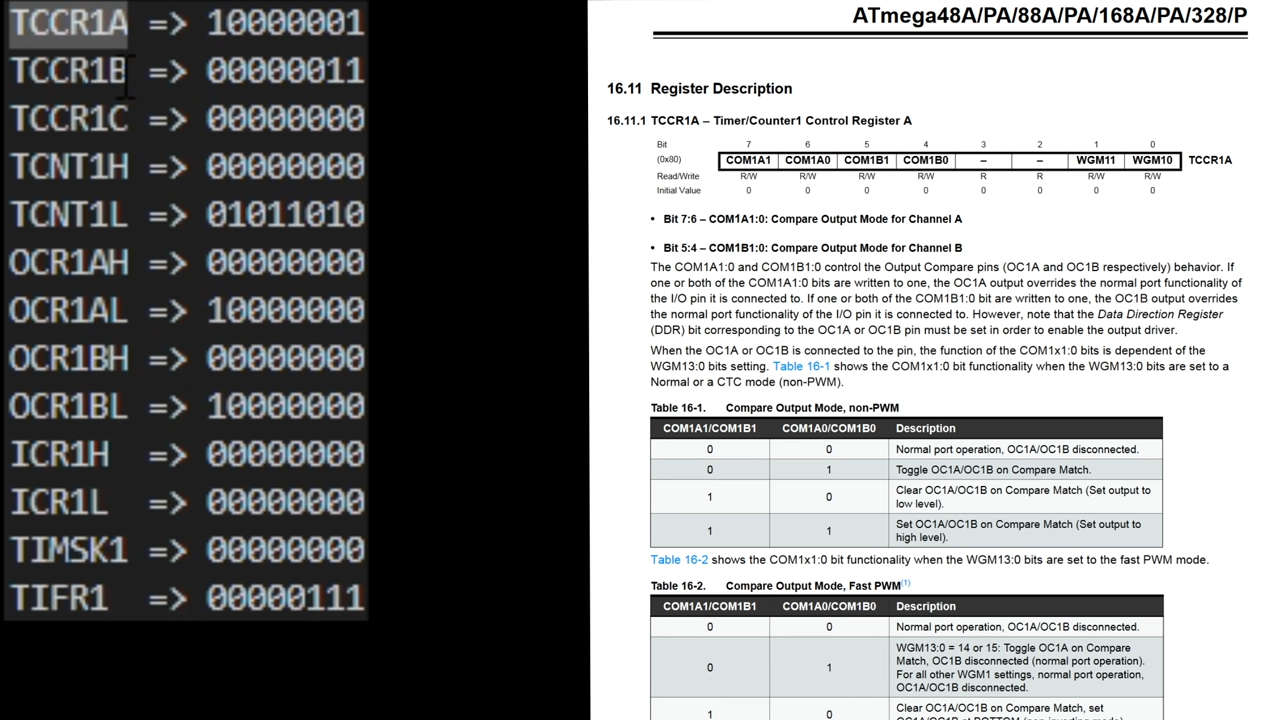 TCCR1A => 10000001
TCCR1B => 00000011
TCCR1C => 00000000
TCNT1H => 00000000
TCNT1L => 01011010
OCR1AH => 00000000
OCR1AL => 10000000
OCR1BH => 00000000
OCR1BL => 10000000
ICR1H => 00000000
ICR1L => 00000000
TIMSK1 => 00000000
TIFR1 => 00000111
ATmega48A/PA/88A/PA/168A/PA/328/P
16.11 Register Description
16.11.1 TCCR1A – Timer/Counter1 Control Register A
Bit 7 6 5 4 3 2 1 0
(0x80) COM1A1 COM1A0 COM1B1 COM1B0 – – WGM11 WGM10 TCCR1A
Read/Write R/W R/W R/W R/W R R R/W R/W
Initial Value 0 0 0 0 0 0 0 0
• Bit 7:6 – COM1A1:0: Compare Output Mode for Channel A
• Bit 5:4 – COM1B1:0: Compare Output Mode for Channel B
The COM1A1:0 and COM1B1:0 control the Output Compare pins (OC1A and OC1B respectively) behavior. If
one or both of the COM1A1:0 bits are written to one, the OC1A output overrides the normal port functionality of
the I/O pin it is connected to. If one or both of the COM1B1:0 bit are written to one, the OC1B output overrides
the normal port functionality of the I/O pin it is connected to. However, note that the Data Direction Register
(DDR) bit corresponding to the OC1A or OC1B pin must be set in order to enable the output driver.
When the OC1A or OC1B is connected to the pin, the function of the COM1x1:0 bits is dependent of the
WGM13:0 bits setting. Table 16-1 shows the COM1x1:0 bit functionality when the WGM13:0 bits are set to a
Normal or a CTC mode (non-PWM).
Table 16-1. Compare Output Mode, non-PWM
COM1A1/COM1B1 COM1A0/COM1B0 Description
0 0 Normal port operation, OC1A/OC1B disconnected.
0 1 Toggle OC1A/OC1B on Compare Match.
1 0 Clear OC1A/OC1B on Compare Match (Set output to
low level).
1 1 Set OC1A/OC1B on Compare Match (Set output to
high level).
Table 16-2 shows the COM1x1:0 bit functionality when the WGM13:0 bits are set to the fast PWM mode.
Table 16-2. Compare Output Mode, Fast PWM(1)
COM1A1/COM1B1 COM1A0/COM1B0 Description
0 0 Normal port operation, OC1A/OC1B disconnected.
0 1 WGM13:0 = 14 or 15: Toggle OC1A on Compare
Match, OC1B disconnected (normal port operation).
For all other WGM1 settings, normal port operation,
OC1A/OC1B disconnected.
1 0 Clear OC1A/OC1B on Compare Match, set